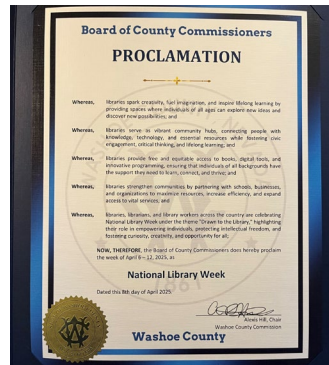 Board of County Commissioners
PROCLAMATION
Whereas, libraries spark creativity, fuel imagination, and inspire lifelong learning by
providing spaces where individuals of all ages can explore new ideas and
discover new possibilities; and
Whereas, libraries serve as vibrant community hubs, connecting people with
knowledge, technology, and essential resources while fostering civic
engagement, critical thinking, and lifelong learning; and
Whereas, libraries provide free and equitable access to books, digital tools, and
innovative programming, ensuring that individuals of all backgrounds have
the support they need to learn, connect, and thrive; and
Whereas, libraries strengthen communities by partnering with schools, businesses,
and organizations to maximize resources, increase efficiency, and expand
access to vital services; and
Whereas, libraries, librarians, and library workers across the country are celebrating
National Library Week under the theme "Drawn to the Library," highlighting
their role in empowering individuals, protecting intellectual freedom, and
fostering curiosity, creativity, and opportunity for all;
NOW, THEREFORE, the Board of County Commissioners does hereby proclaim
the week of April 6 – 12, 2025, as
National Library Week
Dated this 8th day of April 2025.
Alexis Hill, Chair
Washoe County Commission
Washoe County